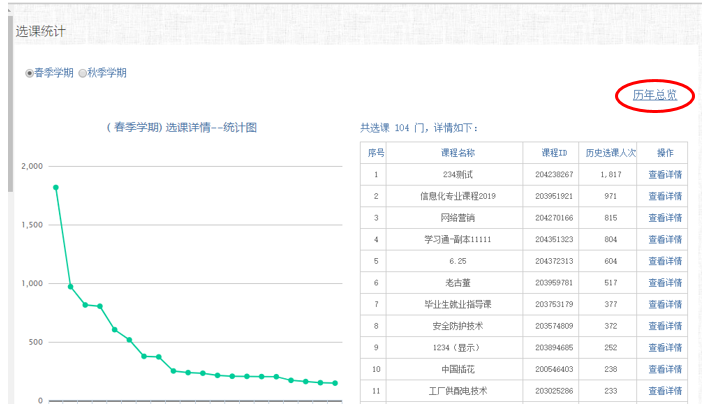 选课统计
春季学期 秋季学期
历年总览
(春季学期)选课详情--统计图
2,000
1,500
1,000
500
0
共选课 104 门，详情如下：
序号 课程名称 课程ID 历史选课人次 操作
1 234测试 204238267 1,817 查看详情
2 信息化专业课程2019 203951921 971 查看详情
3 网络营销 204270166 815 查看详情
4 学习通-副本11111 204351323 804 查看详情
5 6.25 204372313 604 查看详情
6 老古董 203959781 517 查看详情
7 毕业生就业指导课 203753179 377 查看详情
8 安全防护技术 203574809 372 查看详情
9 1234（显示） 203894685 252 查看详情
10 中国插花 200546403 238 查看详情
11 工厂供配电技术 203025286 233 查看详情